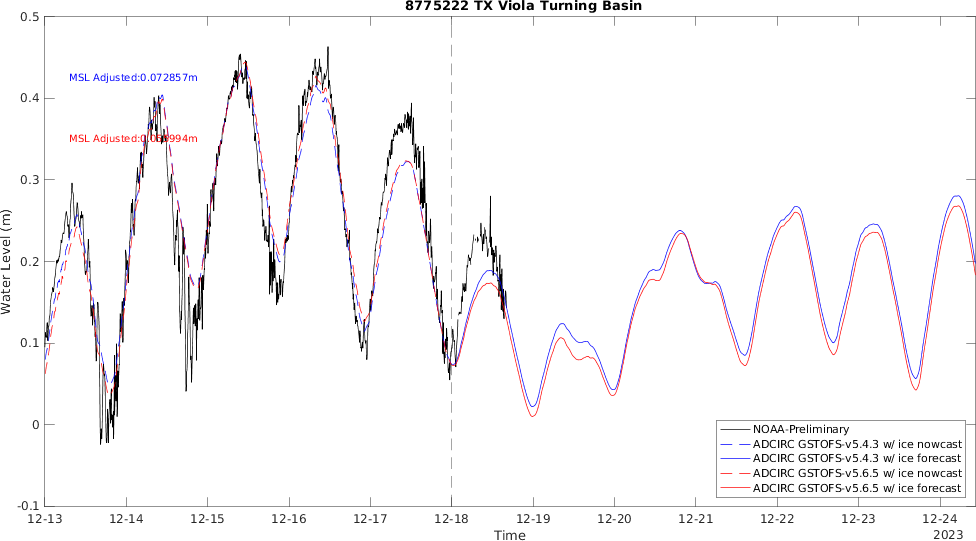 8775222 TX Viola Turning Basin
Water Level (m)
0.5
0.4
0.3
0.2
0.1
0
-0.1
MSL Adjusted:0.072857m
MSL Adjusted:
12-13 12-14 12-15 12-16 12-17 12-18 12-19 12-20 12-21 12-22 12-23 12-24
2023
Time
NOAA-Preliminary
ADCIRC GSTOFS-v5.4.3 w/ ice nowcast
ADCIRC GSTOFS-v5.4.3 w/ ice forecast
ADCIRC GSTOFS-v5.6.5 w/ ice nowcast
ADCIRC GSTOFS-v5.6.5 w/ ice forecast